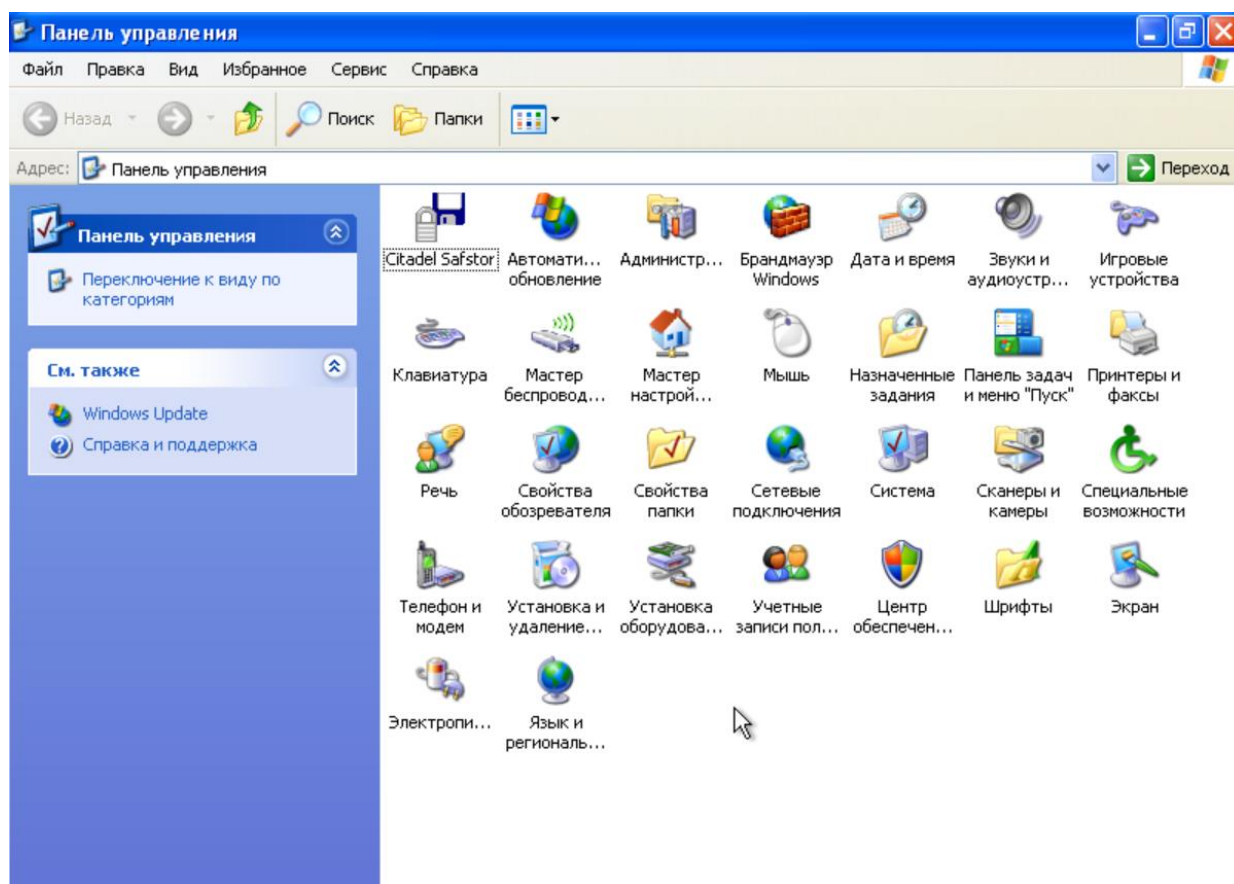 Панель управления
Файл Правка Вид Избранное Сервис Справка
Назад Поиск Папки
Адрес: Панель управления Переход
Панель управления
Переключение к виду по
категориям
См. также
Windows Update
Справка и поддержка
Citadel Safstor
Автомати...
обновление
Администр...
Брандмауэр
Windows
Дата и время
Звуки и
аудиоустр...
Игровые
устройства
Клавиатура
Мастер
беспровод...
Мастер
настрой...
Мышь
Назначенные
задания
Панель задач
и меню "Пуск"
Принтеры и
факсы
Речь
Свойства
обозревателя
Свойства
папки
Сетевые
подключения
Система
Сканеры и
камеры
Специальные
возможности
Телефон и
модем
Установка и
удаление...
Установка
оборудова...
Учетные
записи пол...
Центр
обеспечен...
Шрифты
Экран
Электропи...
Язык и
региональ...